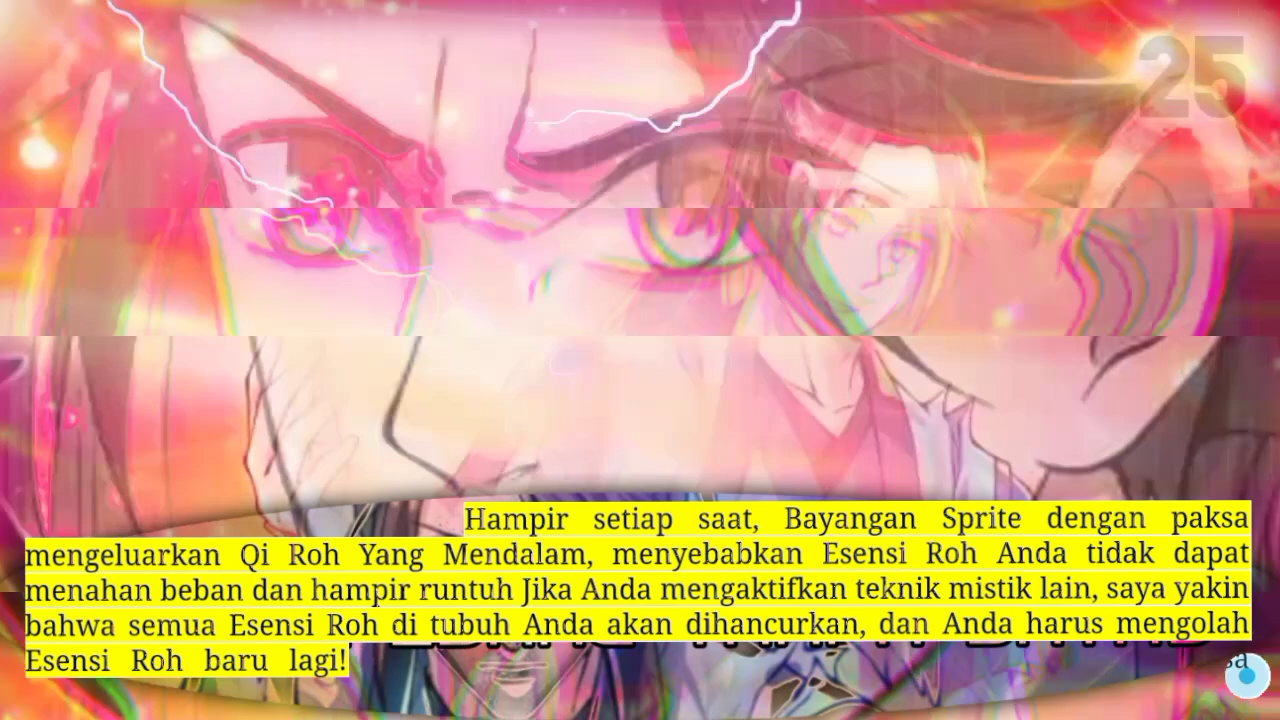 25
Hampir setiap saat, Bayangan Sprite dengan paksa
mengeluarkan Qi Roh Yang Mendalam, menyebabkan Esensi Roh Anda tidak dapat
menahan beban dan hampir runtuh Jika Anda mengaktifkan teknik mistik lain, saya yakin
bahwa semua Esensi Roh di tubuh Anda akan dihancurkan, dan Anda harus mengolah
Esensi Roh baru lagi!